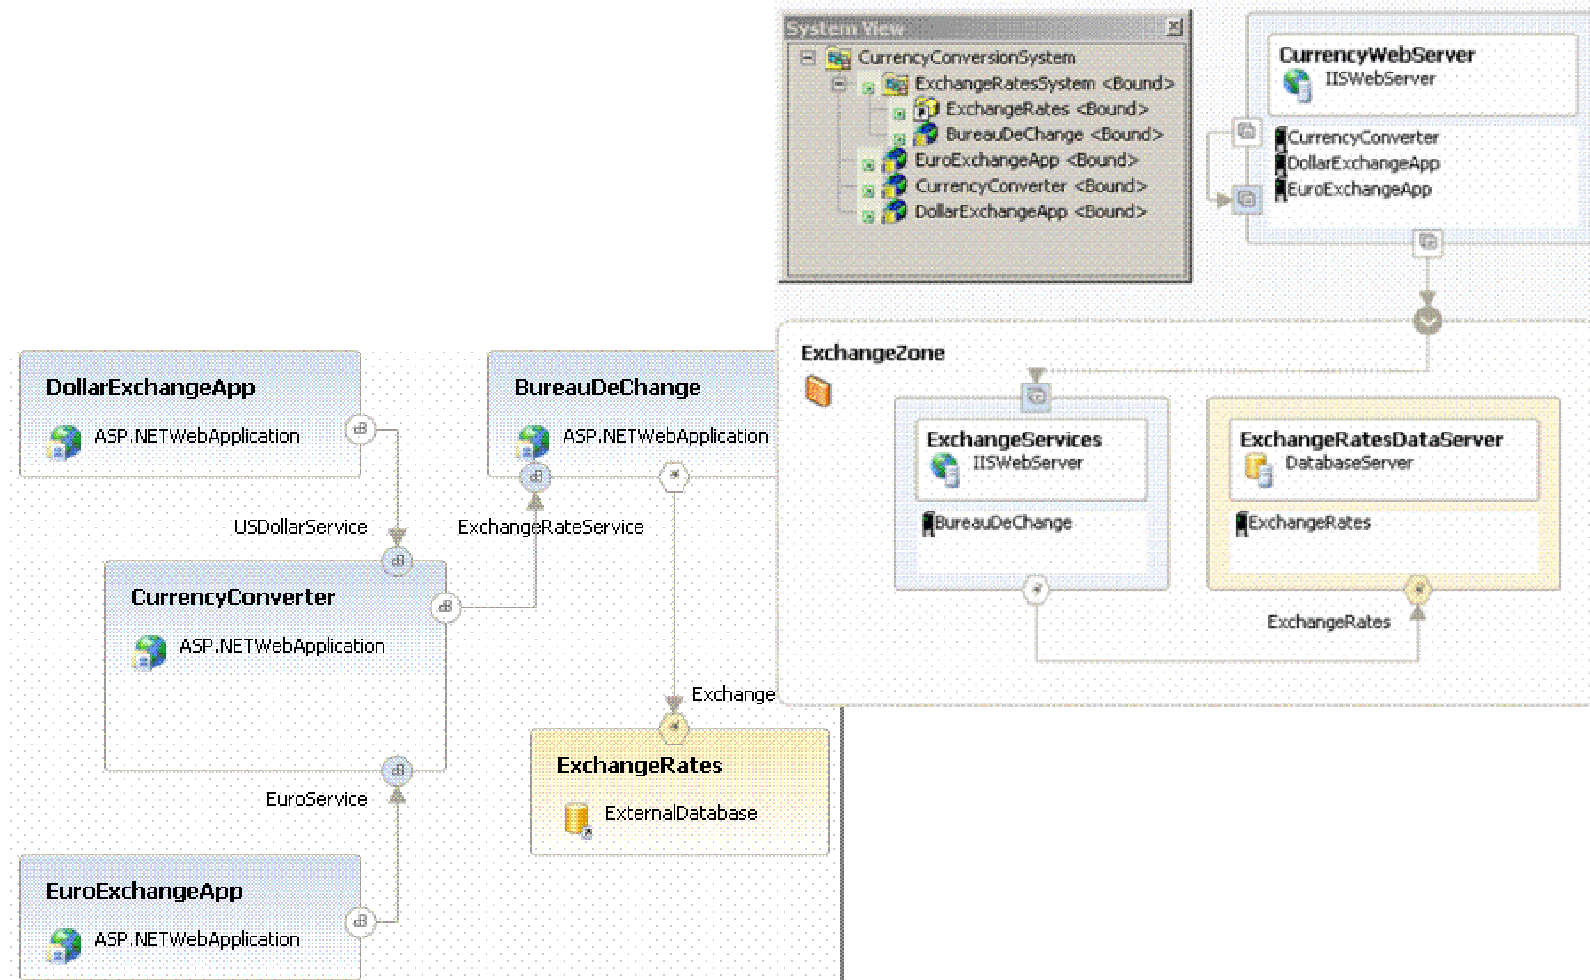 System View
CurrencyConversionSystem
ExchangeRatesSystem <Bound>
ExchangeRates <Bound>
BureauDeChange <Bound>
EuroExchangeApp <Bound>
CurrencyConverter <Bound>
DollarExchangeApp <Bound>
CurrencyWebServer
IISWebServer
CurrencyConverter
DollarExchangeApp
EuroExchangeApp
ExchangeZone
ExchangeServices
IISWebServer
BureauDeChange
ExchangeRatesDataServer
DatabaseServer
ExchangeRates
ExchangeRates
DollarExchangeApp
ASP.NETWebApplication
USDollarService
BureauDeChange
ASP.NETWebApplication
ExchangeRateService
CurrencyConverter
ASP.NETWebApplication
Exchange
ExchangeRates
ExternalDatabase
EuroService
EuroExchangeApp
ASP.NETWebApplication